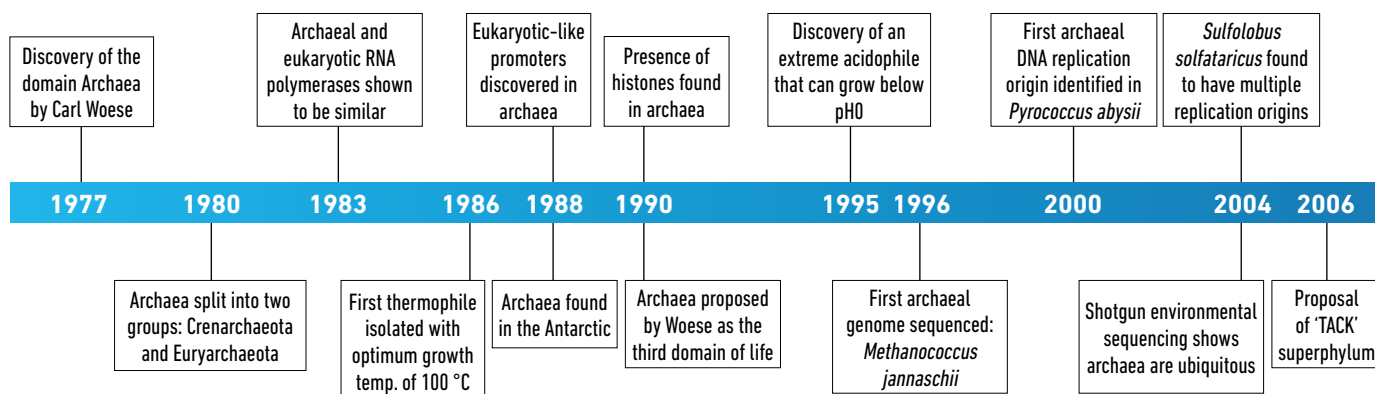 Discovery of the
domain Archaea
by Carl Woese
Archaeal and
eukaryotic RNA
polymerases shown
to be similar
Eukaryotic-like
promoters
discovered in
archaea
Presence of
histones found
in archaea
Discovery of an
extreme acidophile
that can grow below
pH0
First archaeal
DNA replication
origin identified in
Pyrococcus abysii
Sulfolobus
solfataricus found
to have multiple
replication origins
1977 1980 1983 1986 1988 1990 1995 1996 2000 2004 2006
Archaea split into two
groups: Crenarchaeota
and Euryarchaeota
First thermophile
isolated with
optimum growth
temp. of 100 °C
Archaea found
in the Antarctic
Archaea proposed
by Woese as the
third domain of life
First archaeal
genome sequenced:
Methanococcus
jannaschii
Shotgun environmental
sequencing shows
archaea are ubiquitous
Proposal
of ‘TACK’
superphylum